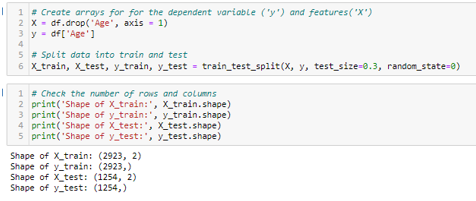 1 # Create arrays for for the dependent variable ('y') and features('X')
2 X = df.drop('Age', axis = 1)
3 y = df['Age']
4
5 # Split data into train and test
6 X_train, X_test, y_train, y_test = train_test_split(X, y, test_size=0.3, random_state=0)
1 # Check the number of rows and columns
2 print('Shape of X_train:', X_train.shape)
3 print('Shape of y_train:', y_train.shape)
4 print('Shape of X_test:', X_test.shape)
5 print('Shape of y_test:', y_test.shape)
Shape of X_train: (2923, 2)
Shape of y_train: (2923,)
Shape of X_test: (1254, 2)
Shape of y_test: (1254,)